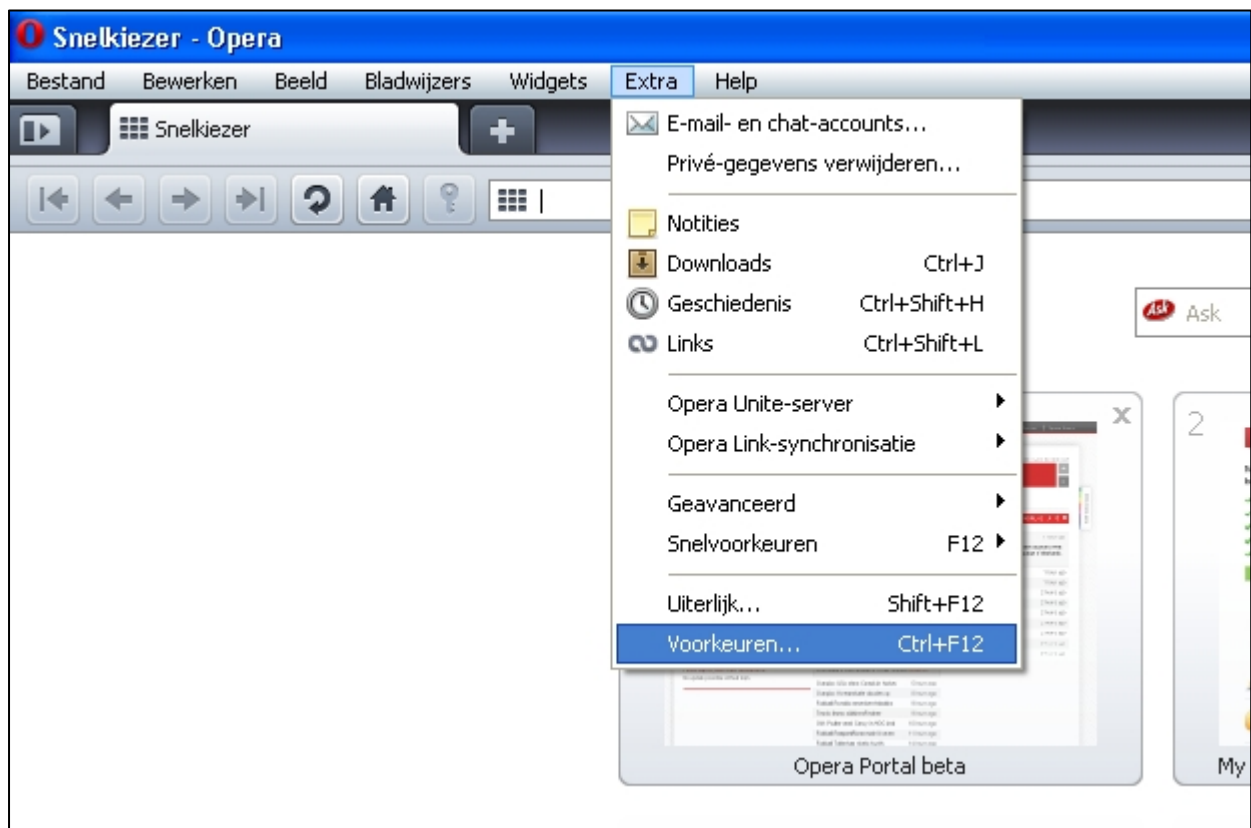 Snelkiezer - Opera
Bestand Bewerken Beeld Bladwijzers Widgets Extra Help
Snelkiezer
E-mail- en chat-accounts...
Privé-gegevens verwijderen...
Notities
Downloads Ctrl+J
Geschiedenis Ctrl+Shift+H
Links Ctrl+Shift+L
Ask Ask
Opera Unite-server
Opera Link-synchronisatie
Geavanceerd
Snelvoorkeuren F12
Uiterlijk... Shift+F12
Voorkeuren... Ctrl+F12
X
2
Opera Portal beta
My